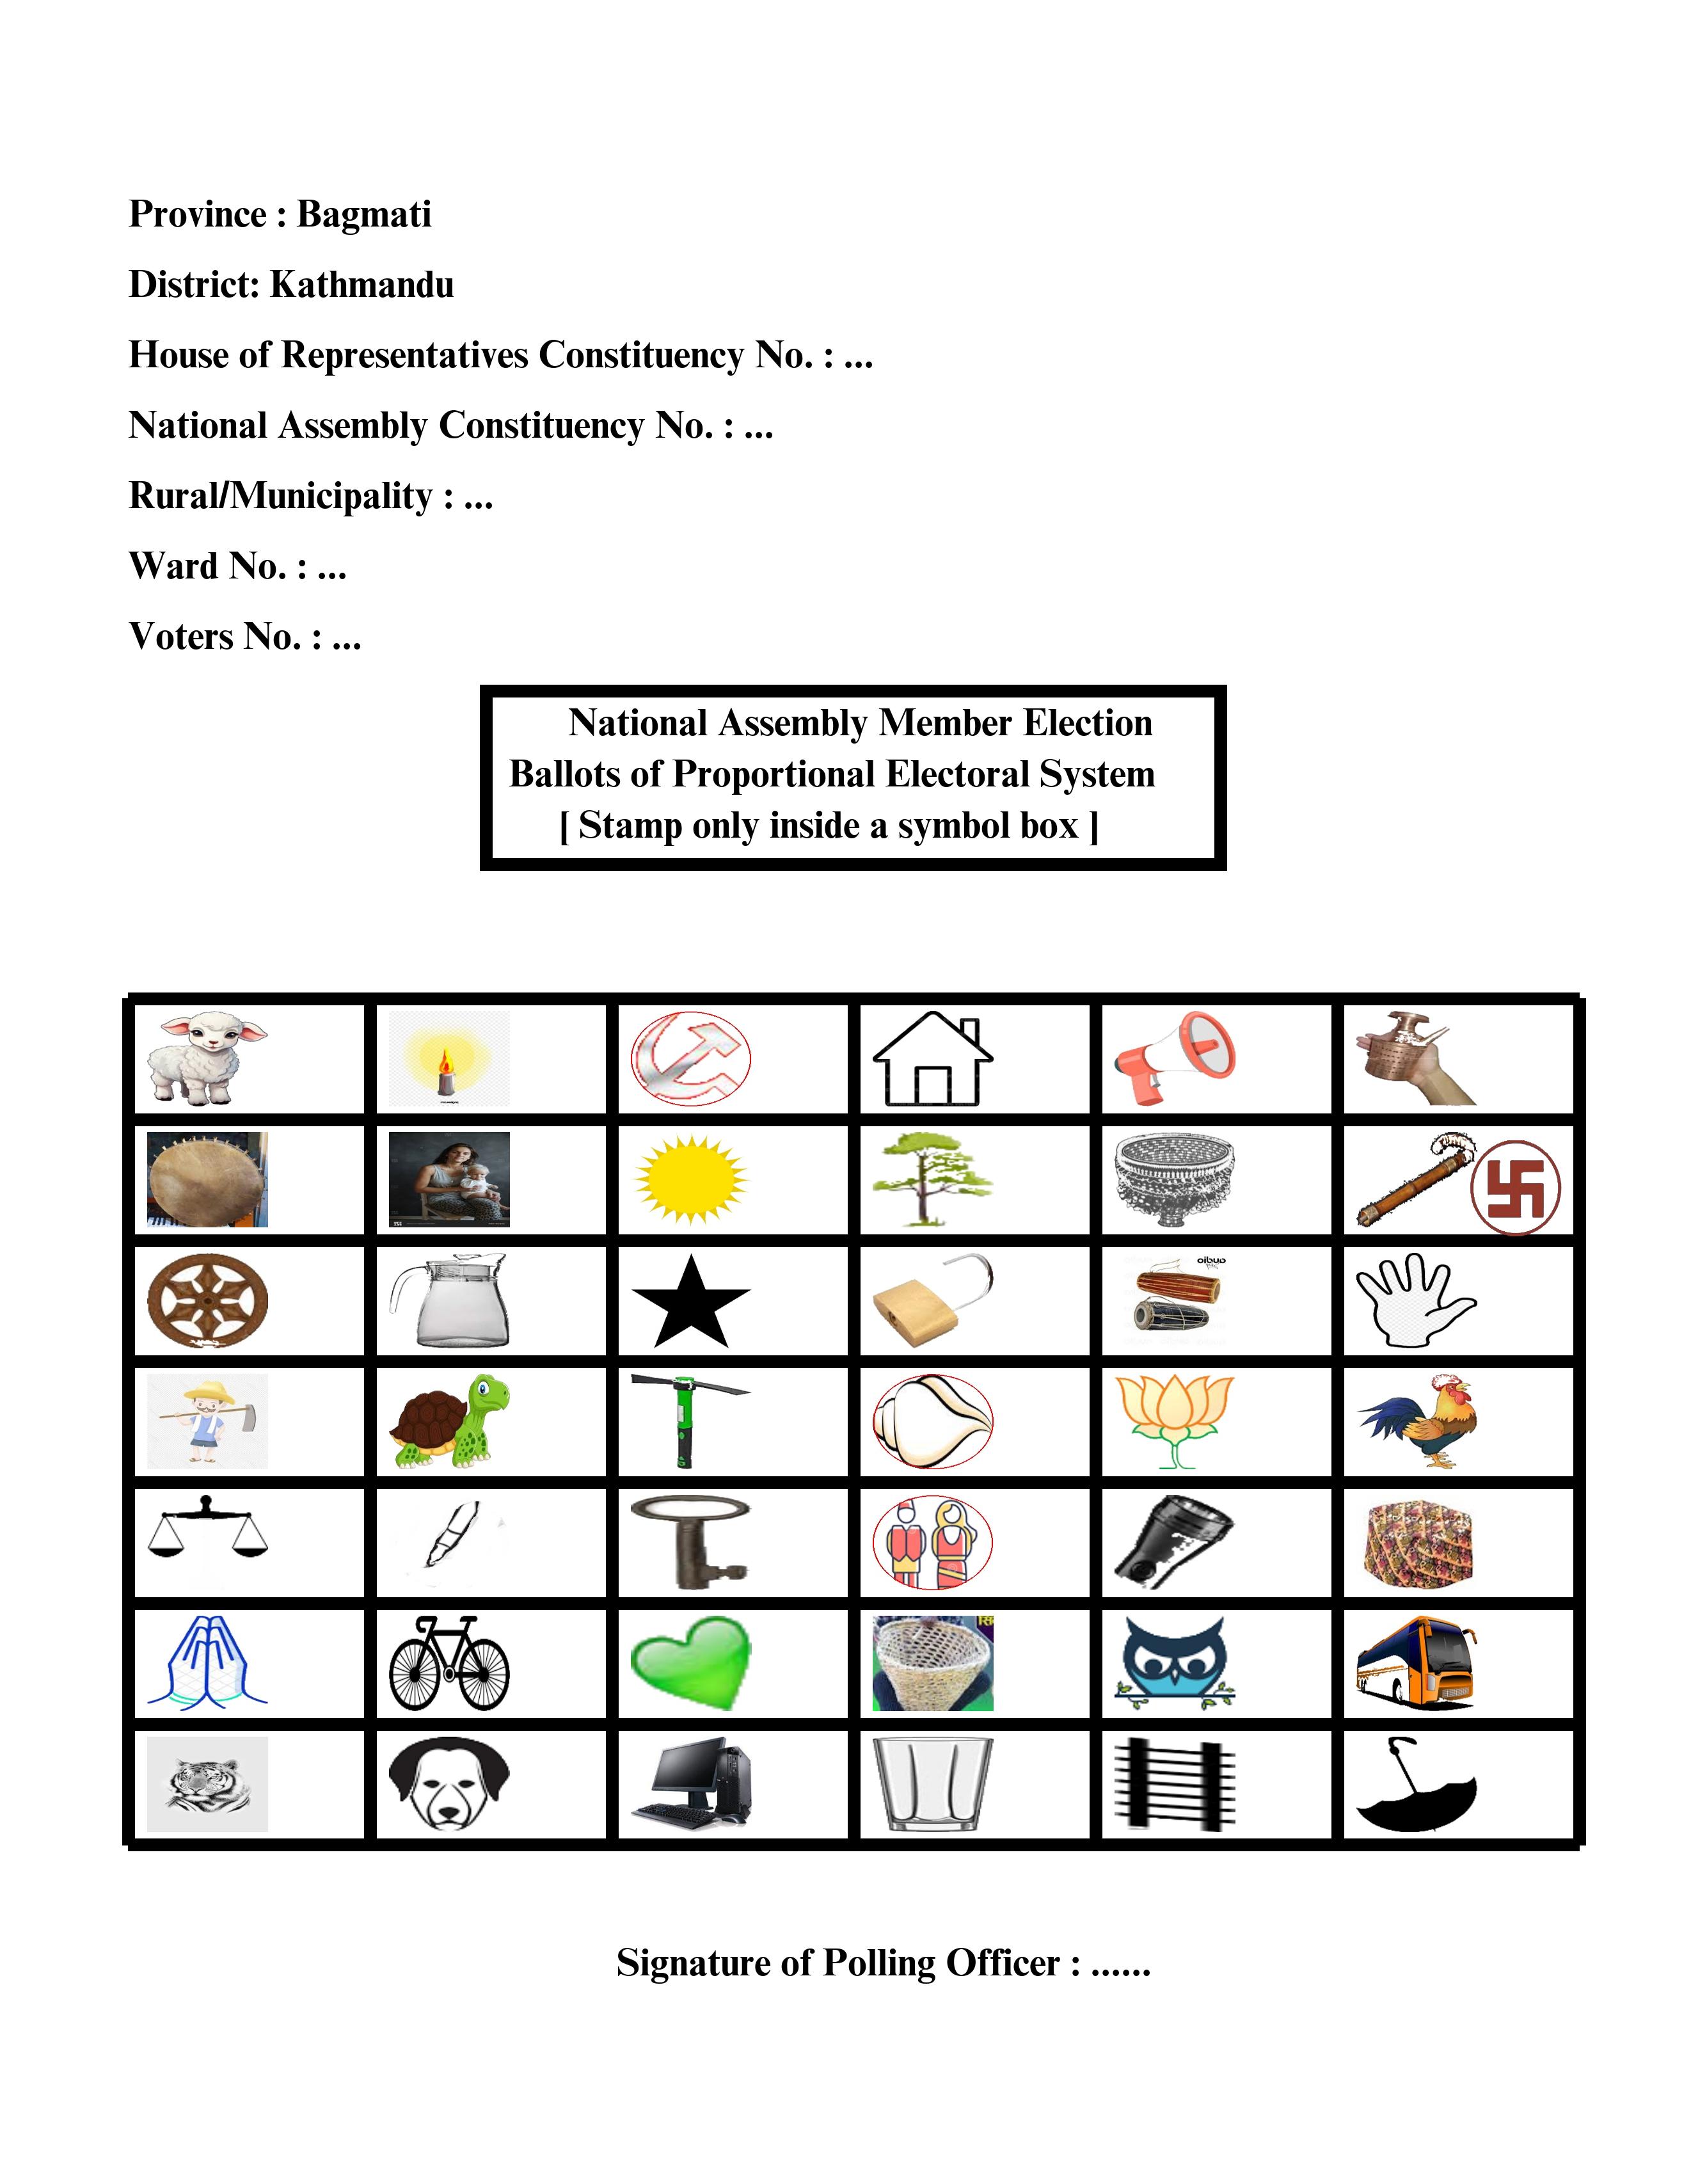 Province : Bagmati
District: Kathmandu
House of Representatives Constituency No. : ...
National Assembly Constituency No. : ...
Rural/Municipality : ...
Ward No. : ...
Voters No. : ...
National Assembly Member Election
Ballots of Proportional Electoral System
[ Stamp only inside a symbol box ]
Signature of Polling Officer : ......